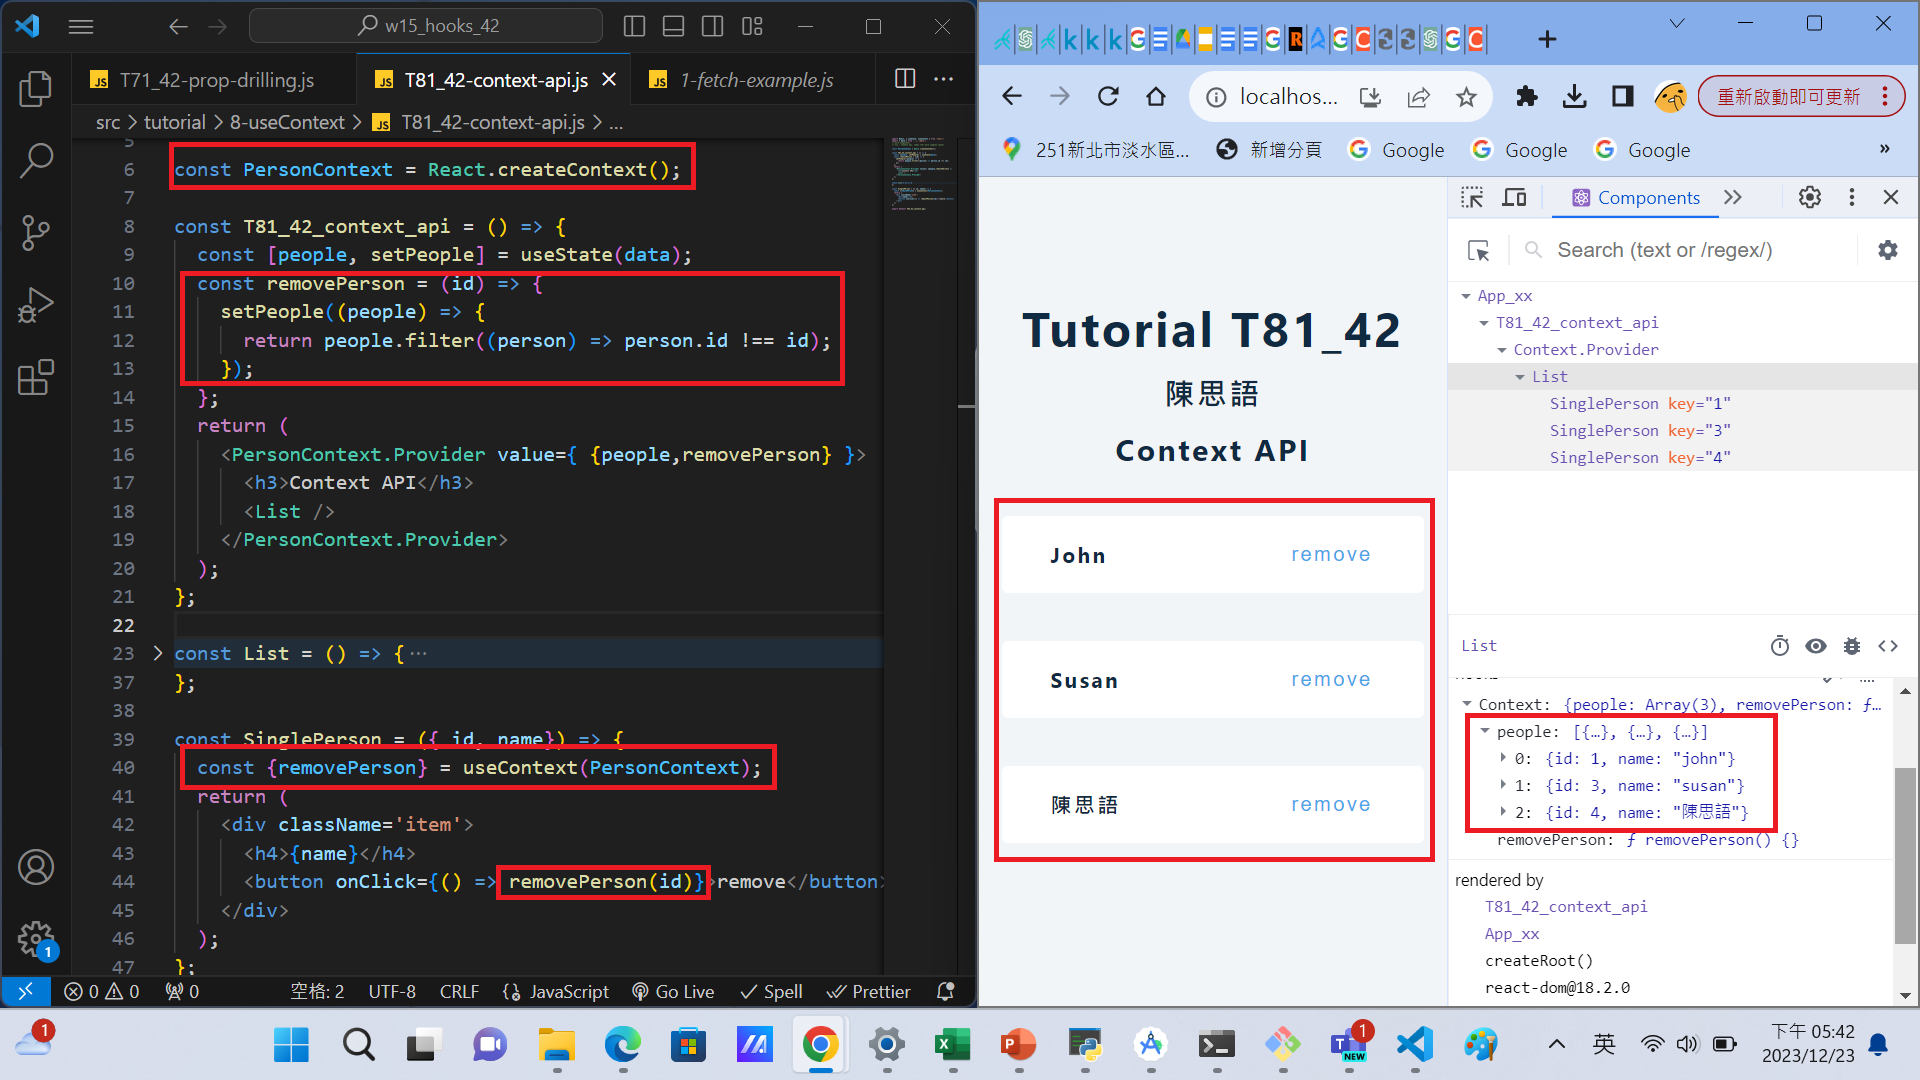 w15_hooks_42
T71_42-prop-drilling.js
T81_42-context-api.js
1-fetch-example.js
src > tutorial > 8-useContext > T81_42-context-api.js > ...
5
6 const PersonContext = React.createContext();
7
8 const T81_42_context_api = () => {
9 const [people, setPeople] = useState(data);
10 const removePerson = (id) => {
11 setPeople((people) => {
12 return people.filter((person) => person.id !== id);
13 });
14 };
15 return (
16 <PersonContext.Provider value={ {people,removePerson} }>
17 <h3>Context API</h3>
18 <List />
19 </PersonContext.Provider>
20 );
21 };
22
23 const List = () => {...
37 };
38
39 const SinglePerson = ({ id, name}) => {
40 const {removePerson} = useContext(PersonContext);
41 return (
42 <div className='item'>
43 <h4>{name}</h4>
44 <button onClick={() => removePerson(id)}>remove</button>
45 </div>
46 );
47 };
1
0 0 0
空格: 2
UTF-8
CRLF
JavaScript
Go Live
Spell
Prettier
localhos...
重新啟動即可更新
251新北市淡水區...
新增分頁
Google
Google
Google
Tutorial T81_42
陳思語
Context API
John remove
Susan remove
陳思語 remove
Components
Search (text or /regex/)
App_xx
T81_42_context_api
Context.Provider
List
SinglePerson key="1"
SinglePerson key="3"
SinglePerson key="4"
List
Context: {people: Array(3), removePerson: ƒ…
people: [{…}, {…}, {…}]
0: {id: 1, name: "john"}
1: {id: 3, name: "susan"}
2: {id: 4, name: "陳思語"}
removePerson: ƒ removePerson() {}
rendered by
T81_42_context_api
App_xx
createRoot()
react-dom@18.2.0
1
1
NEW
英
下午 05:42
2023/12/23